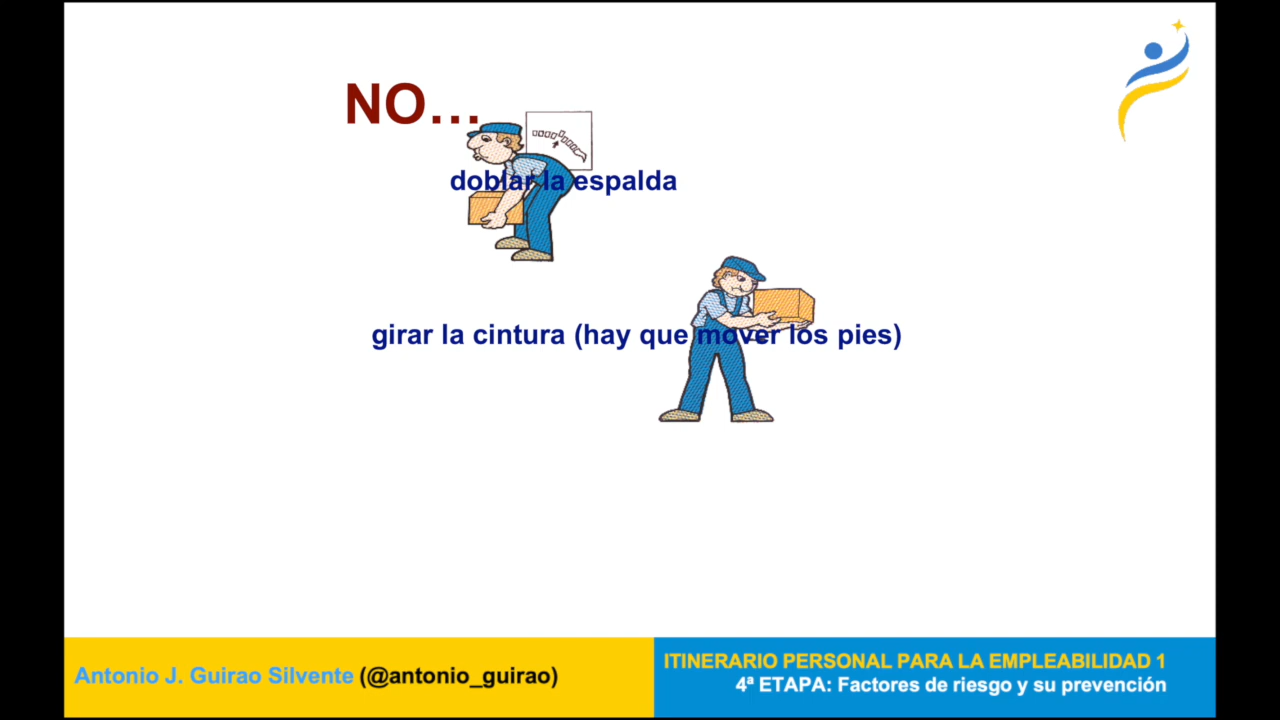 NO…
doblar la espalda
girar la cintura (hay que mover los pies)
Antonio J. Guirao Silvente (@antonio_guirao)
ITINERARIO PERSONAL PARA LA EMPLEABILIDAD 1
4ª ETAPA: Factores de riesgo y su prevención